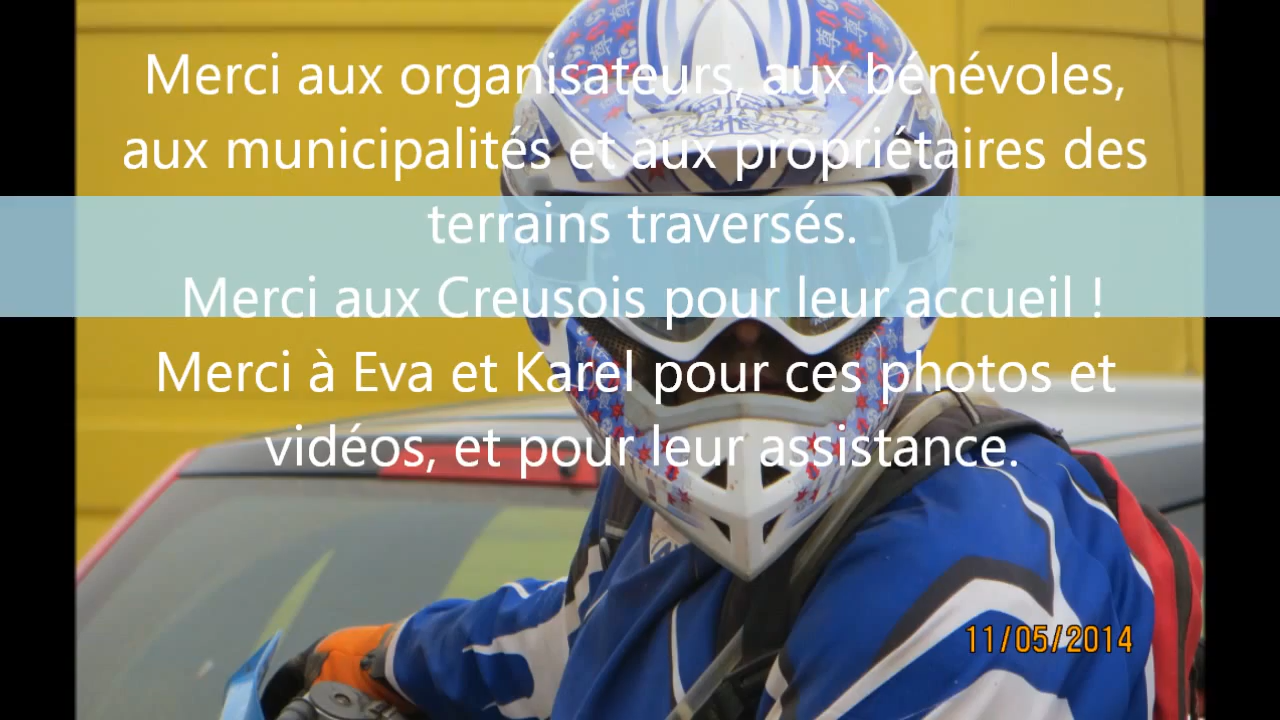 Merci aux organisateurs, aux bénévoles,
aux municipalités et aux propriétaires des
terrains traversés.
Merci aux Creusois pour leur accueil !
Merci à Eva et Karel pour ces photos et
vidéos, et pour leur assistance.
11/05/2014